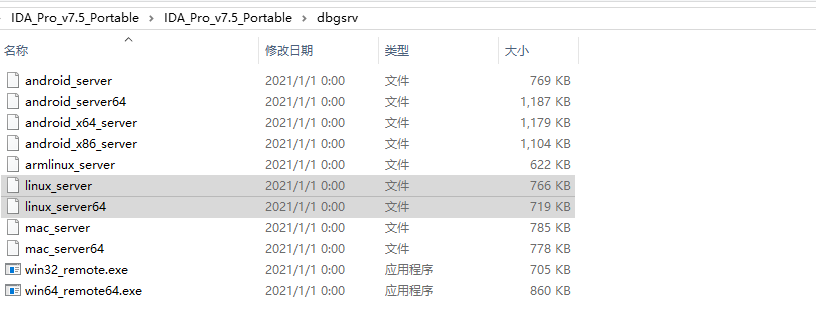 IDA_Pro_v7.5_Portable > IDA_Pro_v7.5_Portable > dbgsrv
名称 修改日期 类型 大小
android_server 2021/1/1 0:00 文件 769 KB
android_server64 2021/1/1 0:00 文件 1,187 KB
android_x64_server 2021/1/1 0:00 文件 1,179 KB
android_x86_server 2021/1/1 0:00 文件 1,104 KB
armlinux_server 2021/1/1 0:00 文件 622 KB
linux_server 2021/1/1 0:00 文件 766 KB
linux_server64 2021/1/1 0:00 文件 719 KB
mac_server 2021/1/1 0:00 文件 785 KB
mac_server64 2021/1/1 0:00 文件 778 KB
win32_remote.exe 2021/1/1 0:00 应用程序 705 KB
win64_remote64.exe 2021/1/1 0:00 应用程序 860 KB